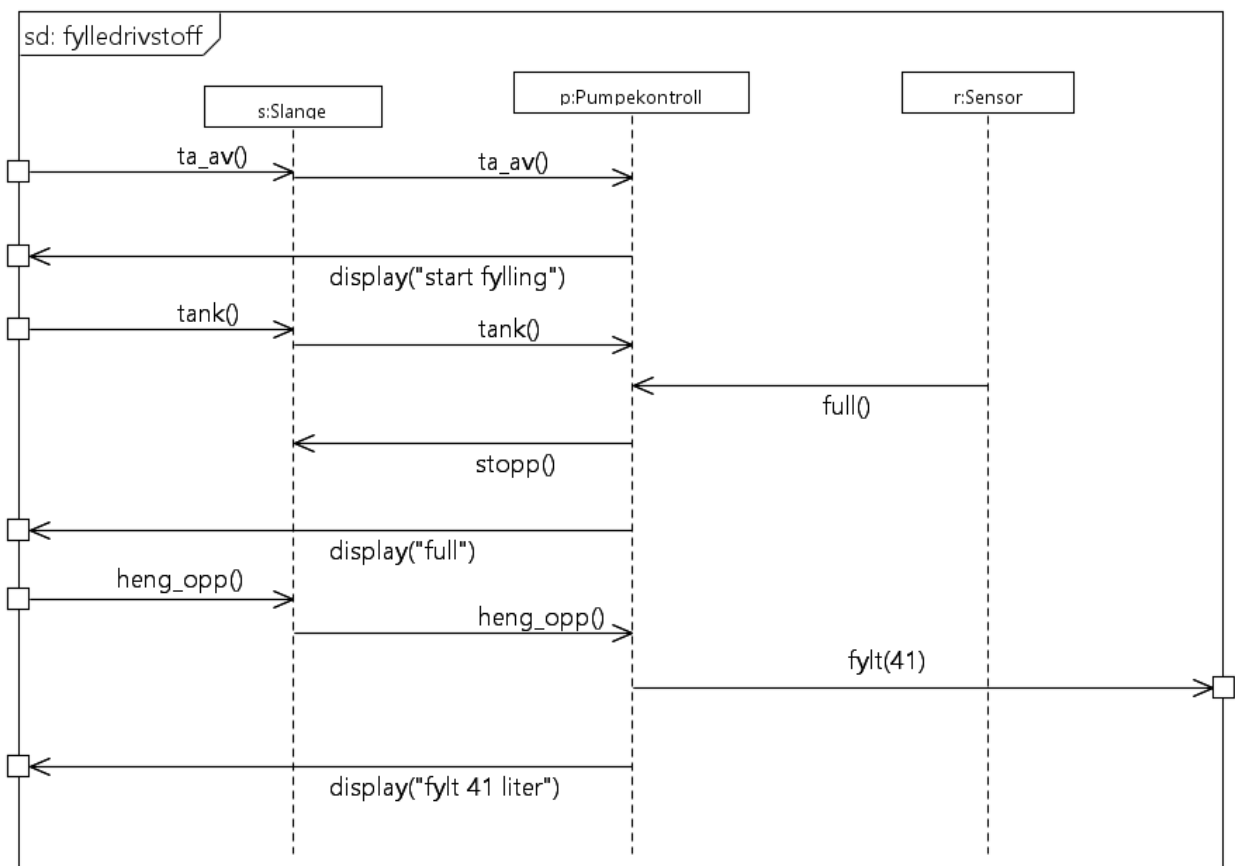 sd: fylledrivstoff
s:Slange
p:Pumpekontroll
r:Sensor
ta_av()
ta_av()
display("start fylling")
tank()
tank()
full()
stopp()
display("full")
heng_opp()
heng_opp()
fylt(41)
display("fylt 41 liter")